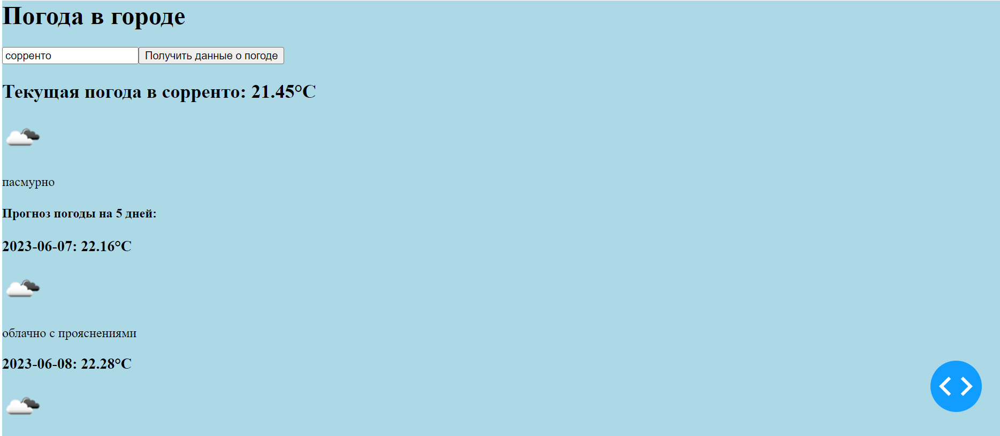 Погода в городе
сорренто Получить данные о погоде
Текущая погода в сорренто: 21.45°C
пасмурно
Прогноз погоды на 5 дней:
2023-06-07: 22.16°C
облачно с прояснениями
2023-06-08: 22.28°C